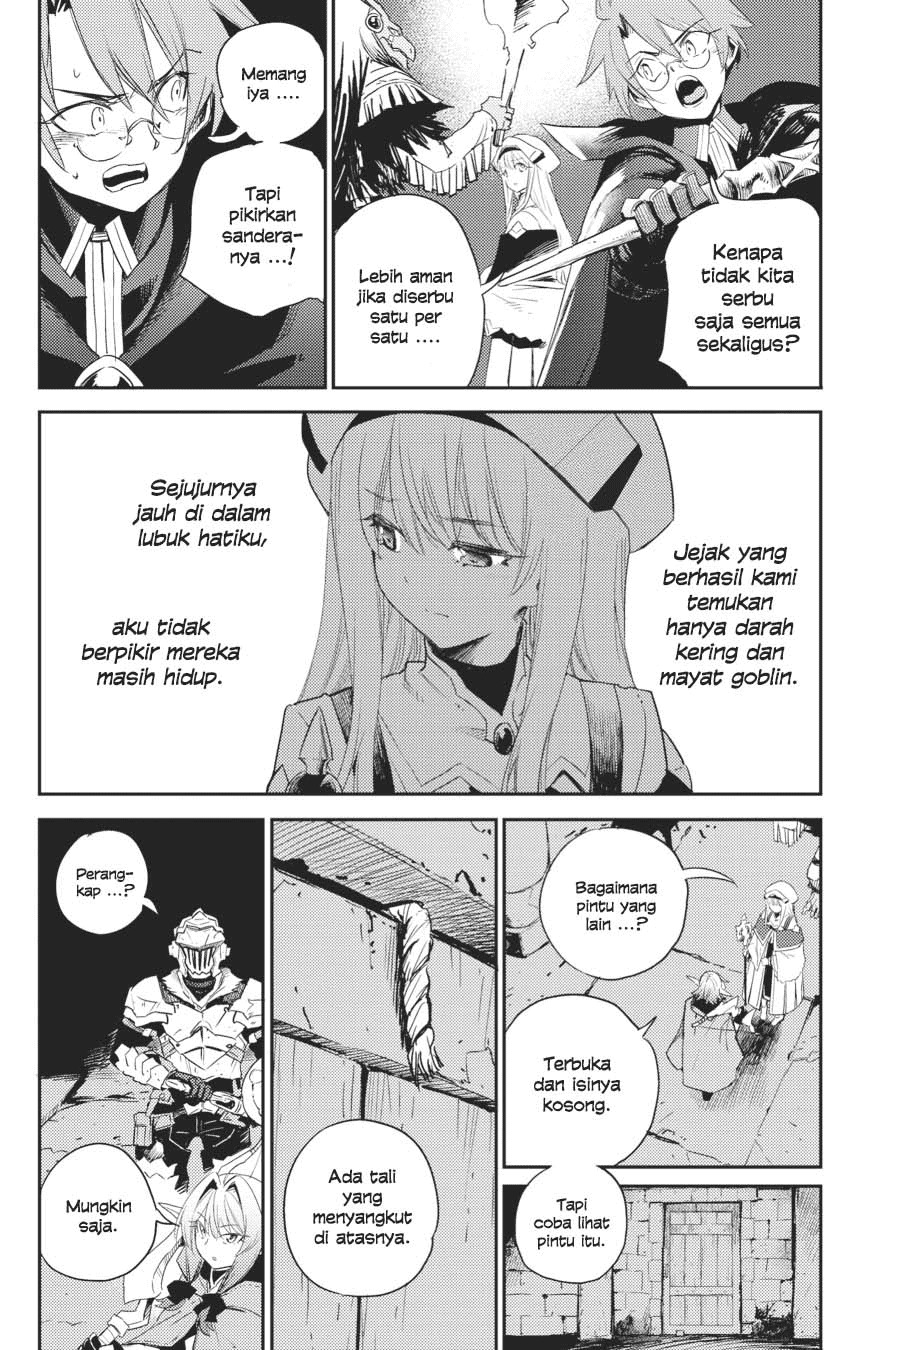 Kenapa
tidak kita
serbu
saja semua
sekaligus?
Lebih aman
jika diserbu
satu per
satu ....
Memang
iya ....
Tapi
pikirkan
sandera-
nya ...!
Jejak yang
berhasil kami
temukan
hanya darah
kering dan
mayat goblin.
Sejujurnya
jauh di dalam
lubuk hatiku,
aku tidak
berpikir mereka
masih hidup.
Bagaimana
pintu yang
lain ...?
Terbuka
dan isinya
kosong.
Tapi
coba lihat
pintu itu.
Ada tali
yang
menyangkut
di atasnya.
Perang-
kap ...?
Mungkin
saja.